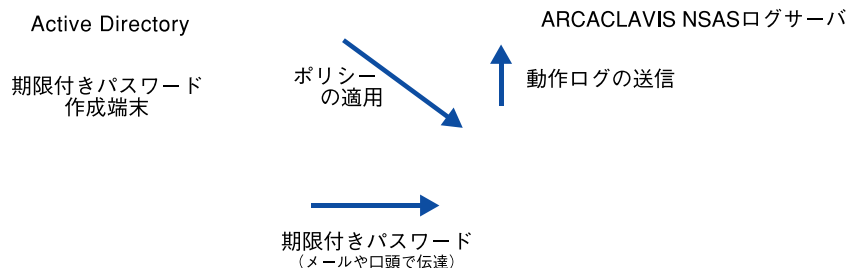 Active Directory
ARCACLAVIS NSASログサーバ
期限付きパスワード
作成端末
ポリシー
の適用
動作ログの送信
期限付きパスワード
（メールや口頭で伝達）